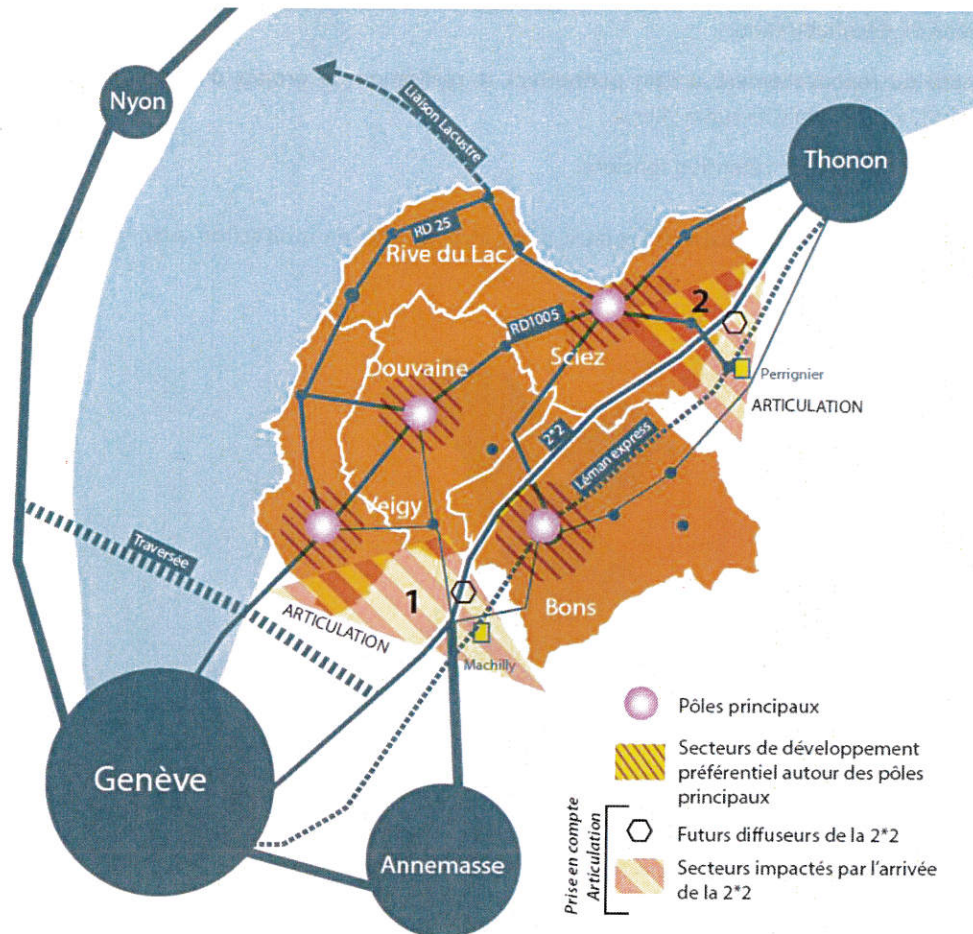 Nyon
Liaison Lacustre
Thonon
RD 25
Rive du Lac
RD1005
2
Douvaine
Sciez
Perrignier
ARTICULATION
2*2
Léman express
Veigy
Traversée
1
Bons
ARTICULATION
Machilly
Genève
Annemasse
Pôles principaux
Secteurs de développement
préférentiel autour des pôles
principaux
Prise en compte
Articulation
Futurs diffuseurs de la 2*2
Secteurs impactés par l'arrivée
de la 2*2